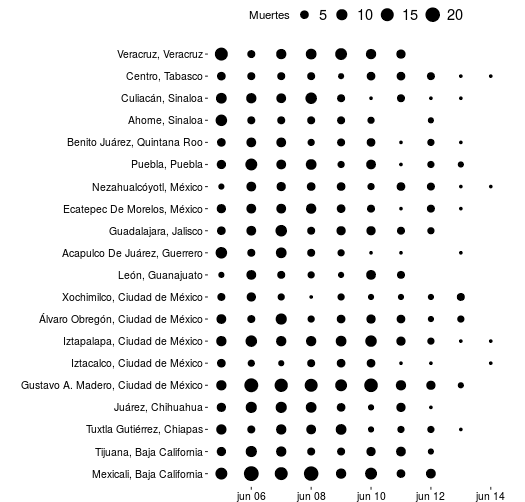 Muertes 5 10 15 20
Veracruz, Veracruz
Centro, Tabasco
Culiacán, Sinaloa
Ahome, Sinaloa
Benito Juárez, Quintana Roo
Puebla, Puebla
Nezahualcóyotl, México
Ecatepec De Morelos, México
Guadalajara, Jalisco
Acapulco De Juárez, Guerrero
León, Guanajuato
Xochimilco, Ciudad de México
Álvaro Obregón, Ciudad de México
Iztapalapa, Ciudad de México
Iztacalco, Ciudad de México
Gustavo A. Madero, Ciudad de México
Juárez, Chihuahua
Tuxtla Gutiérrez, Chiapas
Tijuana, Baja California
Mexicali, Baja California
jun 06 jun 08 jun 10 jun 12 jun 14